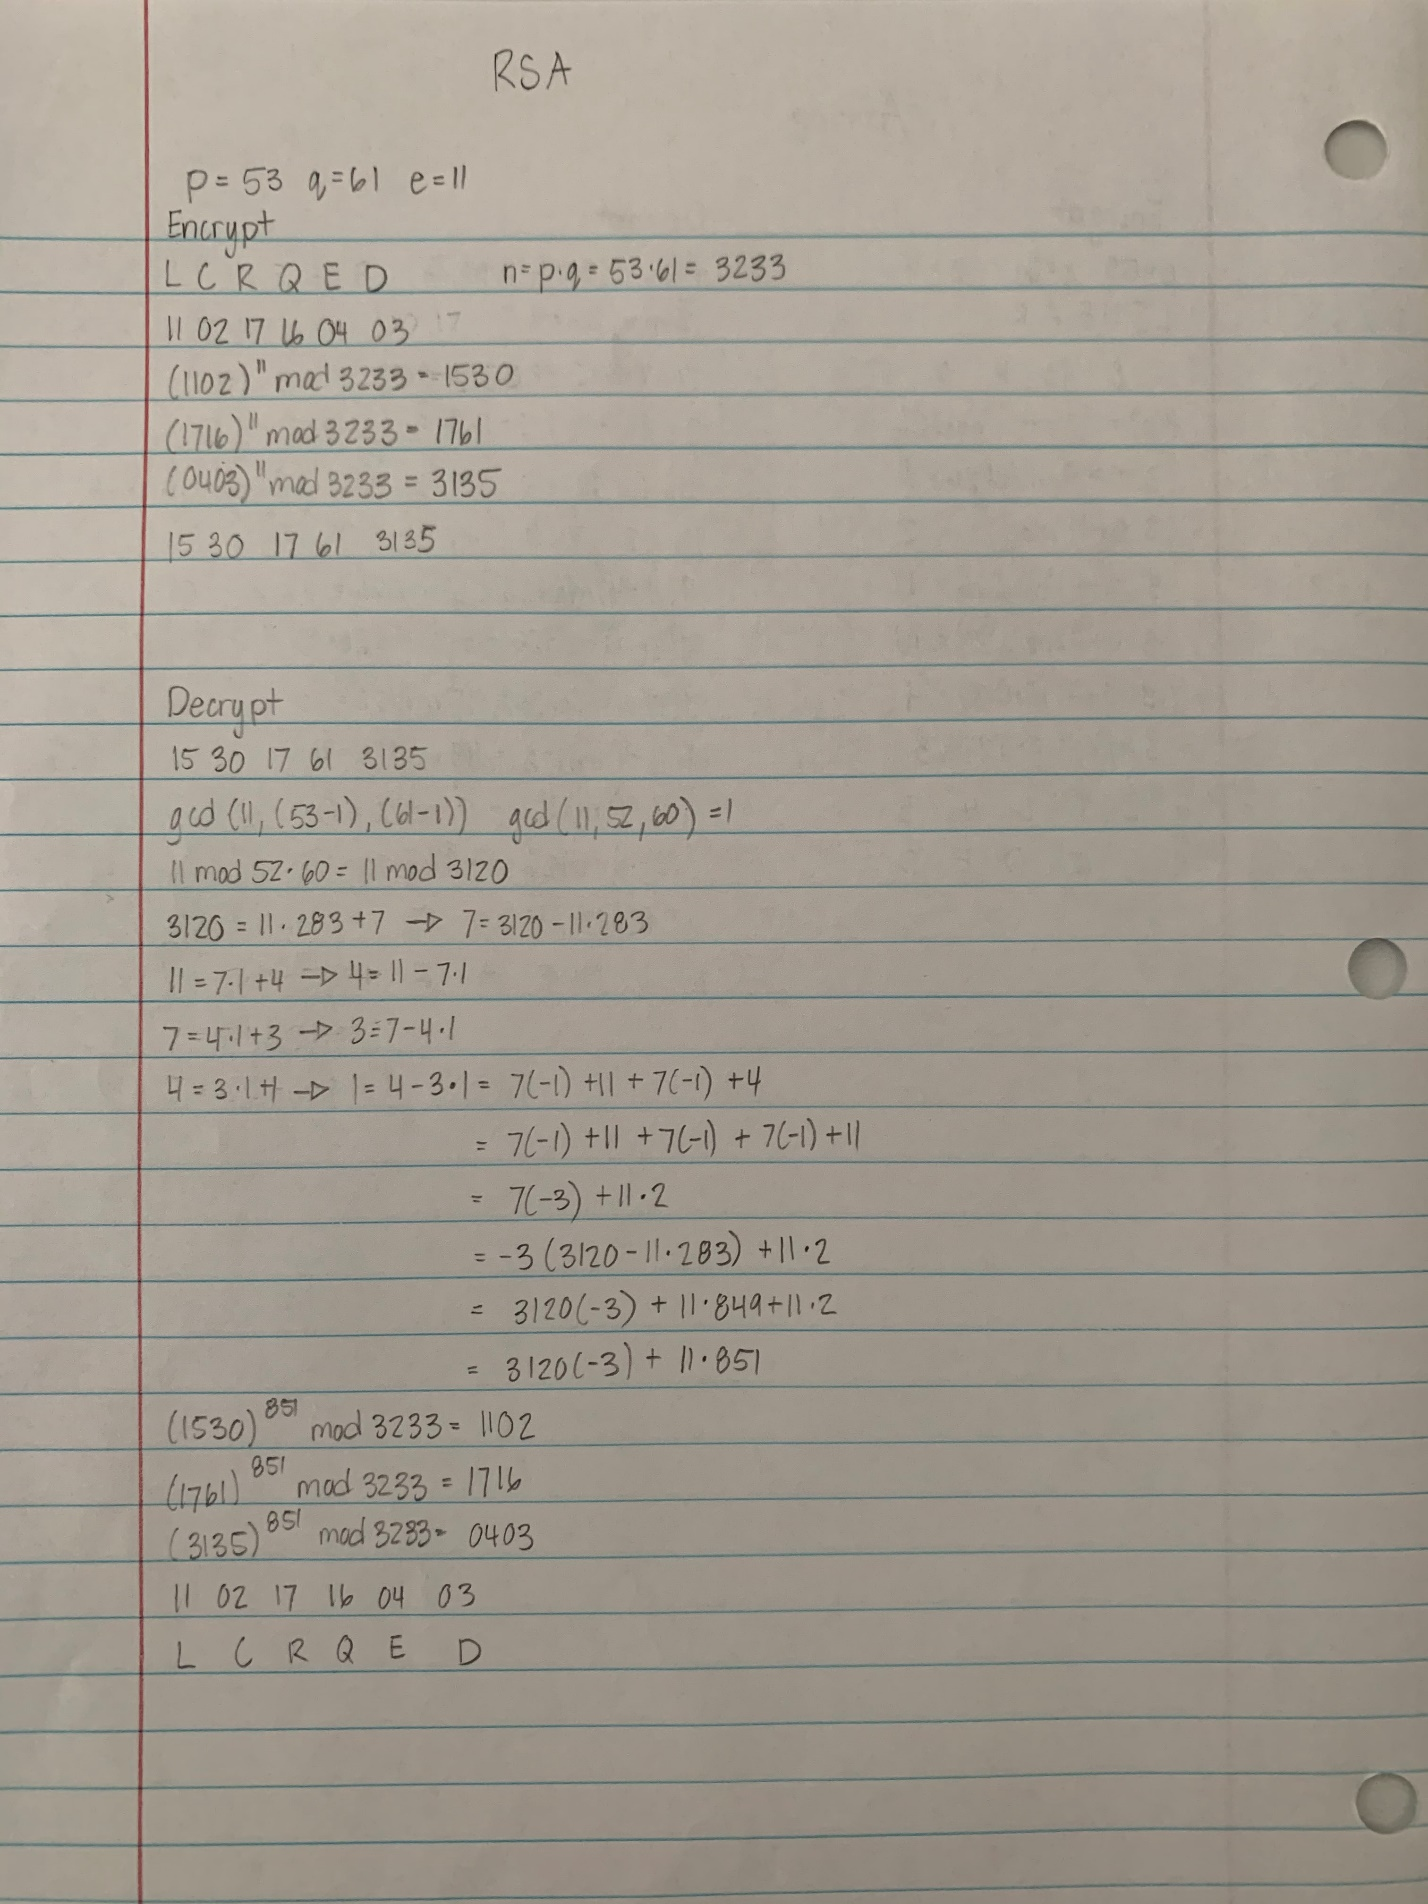 RSA
p = 53 q = 61 e = 11
Encrypt
L C R Q E D n = p·q = 53·61 = 3233
11 02 17 16 04 03 17
(1102)¹¹ mod 3233 = 1530
(1716)¹¹ mod 3233 = 1761
(0403)¹¹ mod 3233 = 3135
15 30 17 61 3135
Decrypt
15 30 17 61 3135
gcd (11, (53-1), (61-1)) gcd (11, 52, 60) = 1
11 mod 52·60 = 11 mod 3120
3120 = 11·283 + 7 → 7 = 3120 - 11·283
11 = 7·1 + 4 → 4 = 11 - 7·1
7 = 4·1 + 3 → 3 = 7 - 4·1
4 = 3·1 + 1 → 1 = 4 - 3·1 = 7(-1) + 11 + 7(-1) + 4
= 7(-1) + 11 + 7(-1) + 7(-1) + 11
= 7(-3) + 11·2
= -3 (3120 - 11·283) + 11·2
= 3120(-3) + 11·849 + 11·2
= 3120(-3) + 11·851
(1530)⁸⁵¹ mod 3233 = 1102
(1761)⁸⁵¹ mod 3233 = 1716
(3135)⁸⁵¹ mod 3233 = 0403
11 02 17 16 04 03
L C R Q E D